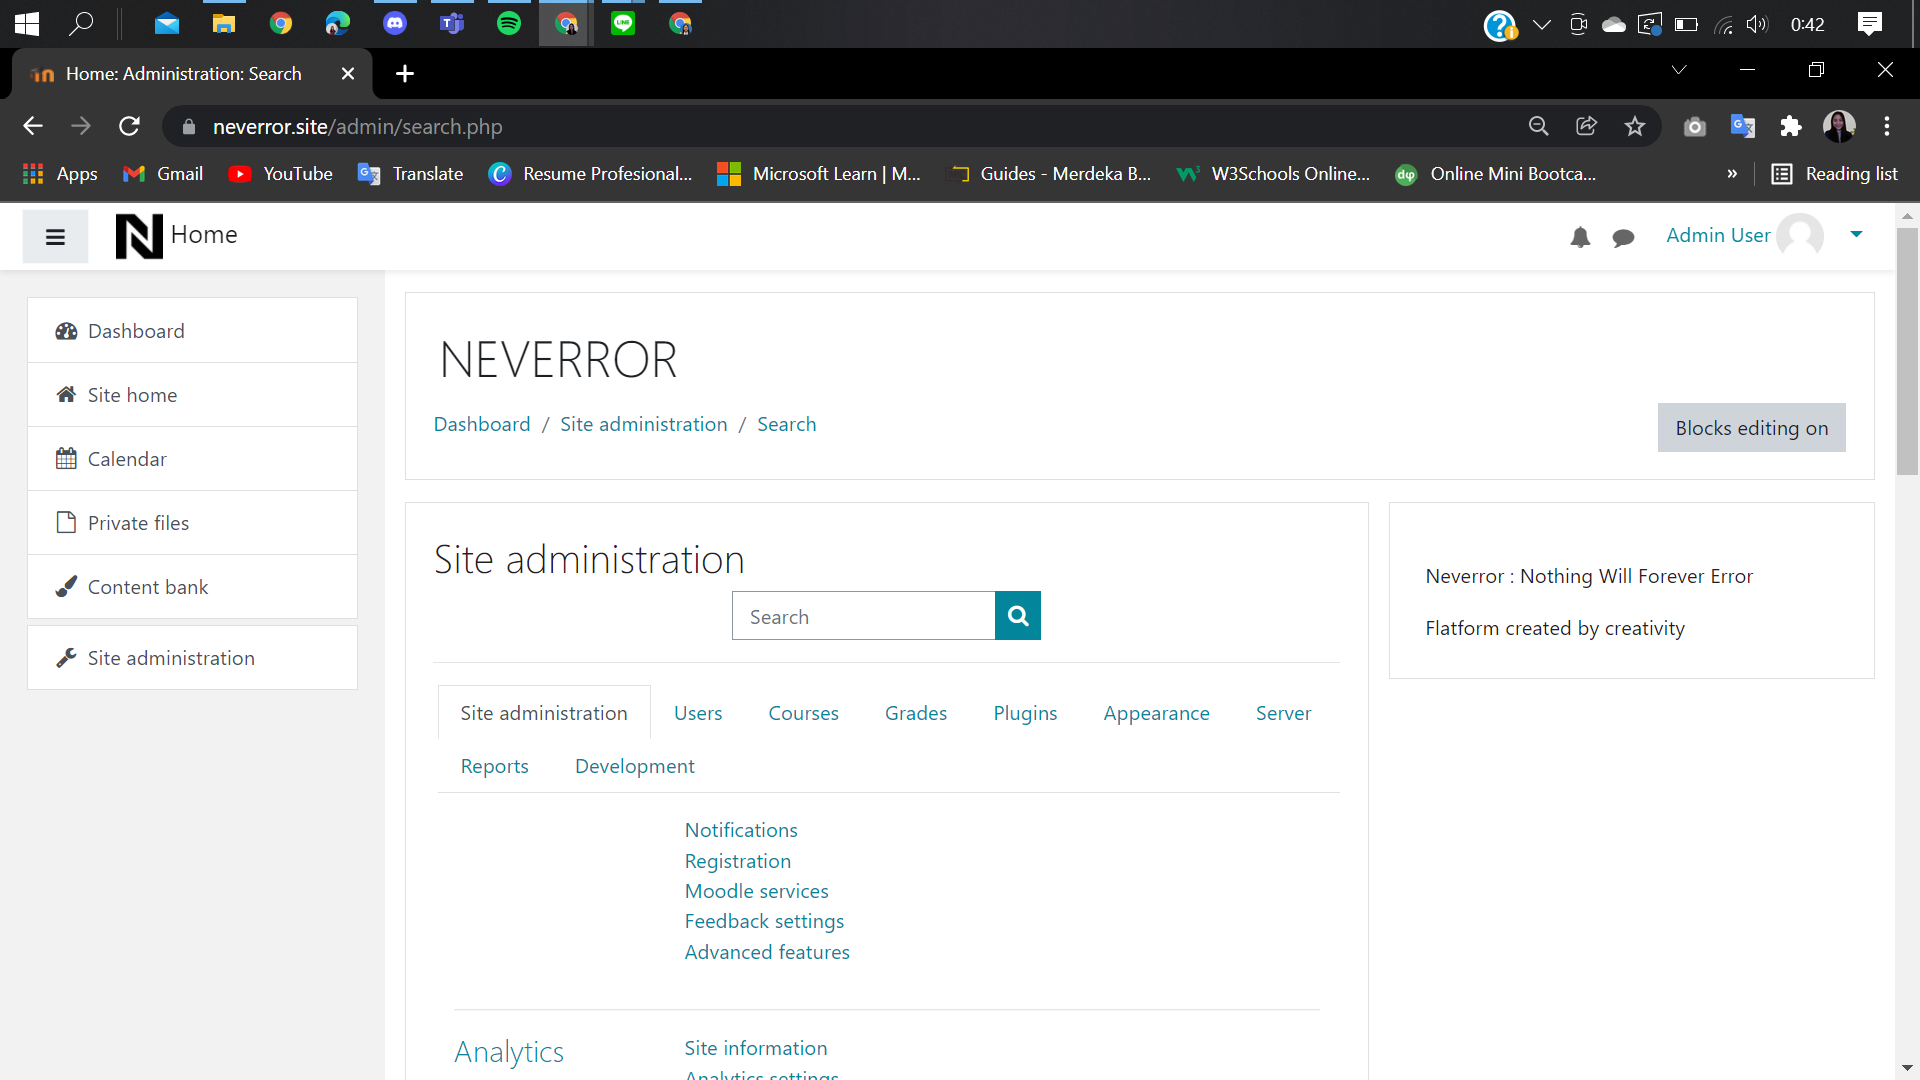 0:42
Home: Administration: Search
neverror.site/admin/search.php
Apps Gmail YouTube Translate Resume Profesional... Microsoft Learn | M... Guides - Merdeka B... W3Schools Online... Online Mini Bootca... » Reading list
N Home
Admin User
Dashboard
Site home
Calendar
Private files
Content bank
Site administration
NEVERROR
Dashboard / Site administration / Search
Blocks editing on
Site administration
Search
Site administration Users Courses Grades Plugins Appearance Server
Reports Development
Notifications
Registration
Moodle services
Feedback settings
Advanced features
Analytics
Site information
Analytics settings
Neverror : Nothing Will Forever Error
Flatform created by creativity